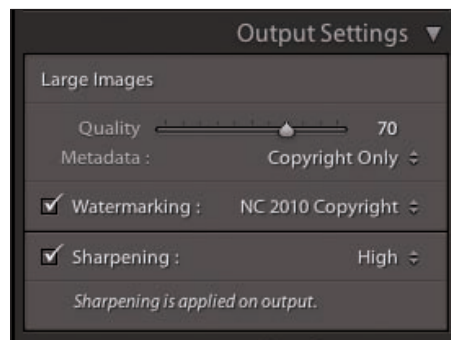 Output Settings ▼
Large Images
Quality 70
Metadata : Copyright Only
Watermarking : NC 2010 Copyright
Sharpening : High
Sharpening is applied on output.